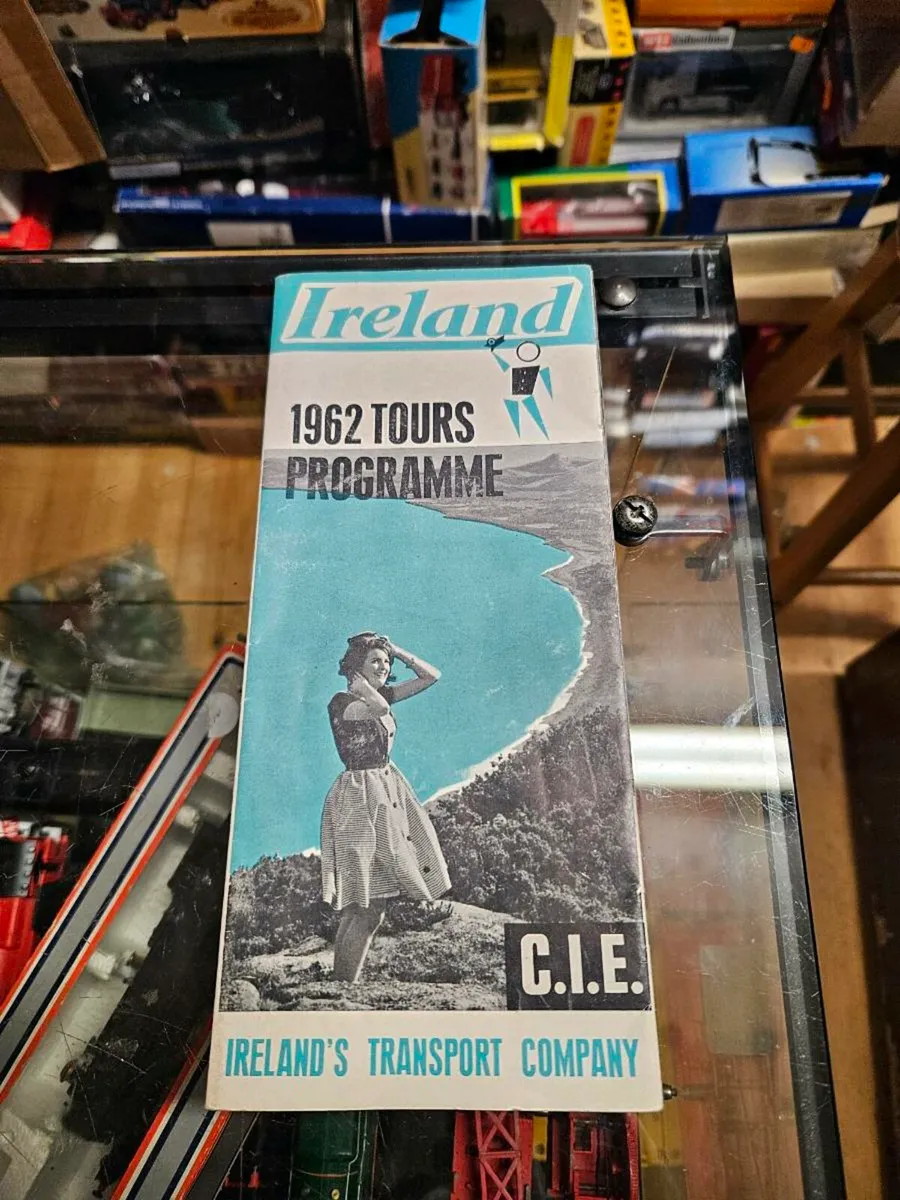 Ireland
1962 TOURS
PROGRAMME
C.I.E.
IRELAND'S TRANSPORT COMPANY